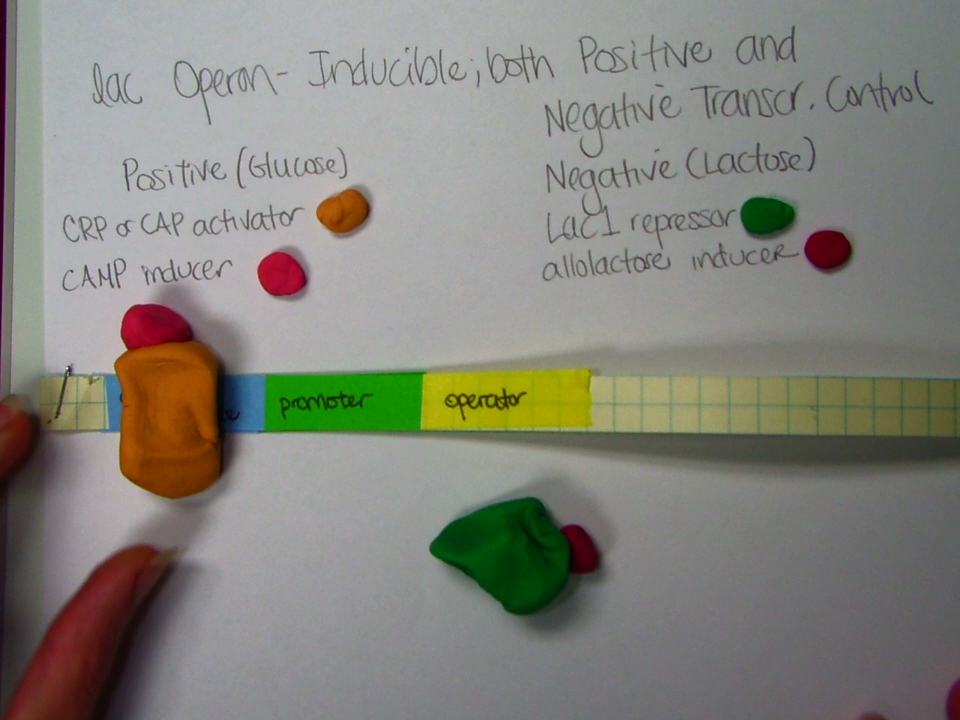 lac Operon - Inducible; both Positive and
Negative Transcr. Control
Positive (Glucose)
CRP or CAP activator
CAMP inducer
Negative (Lactose)
Lac1 repressor
allolactose inducer
promoter
operator